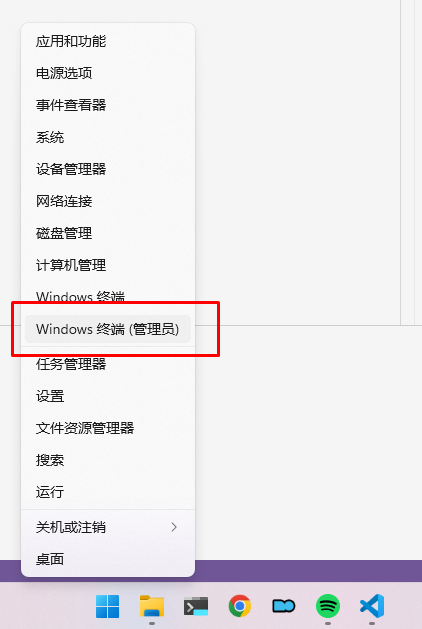 应用和功能
电源选项
事件查看器
系统
设备管理器
网络连接
磁盘管理
计算机管理
Windows 终端
Windows 终端 (管理员)
任务管理器
设置
文件资源管理器
搜索
运行
关机或注销
桌面